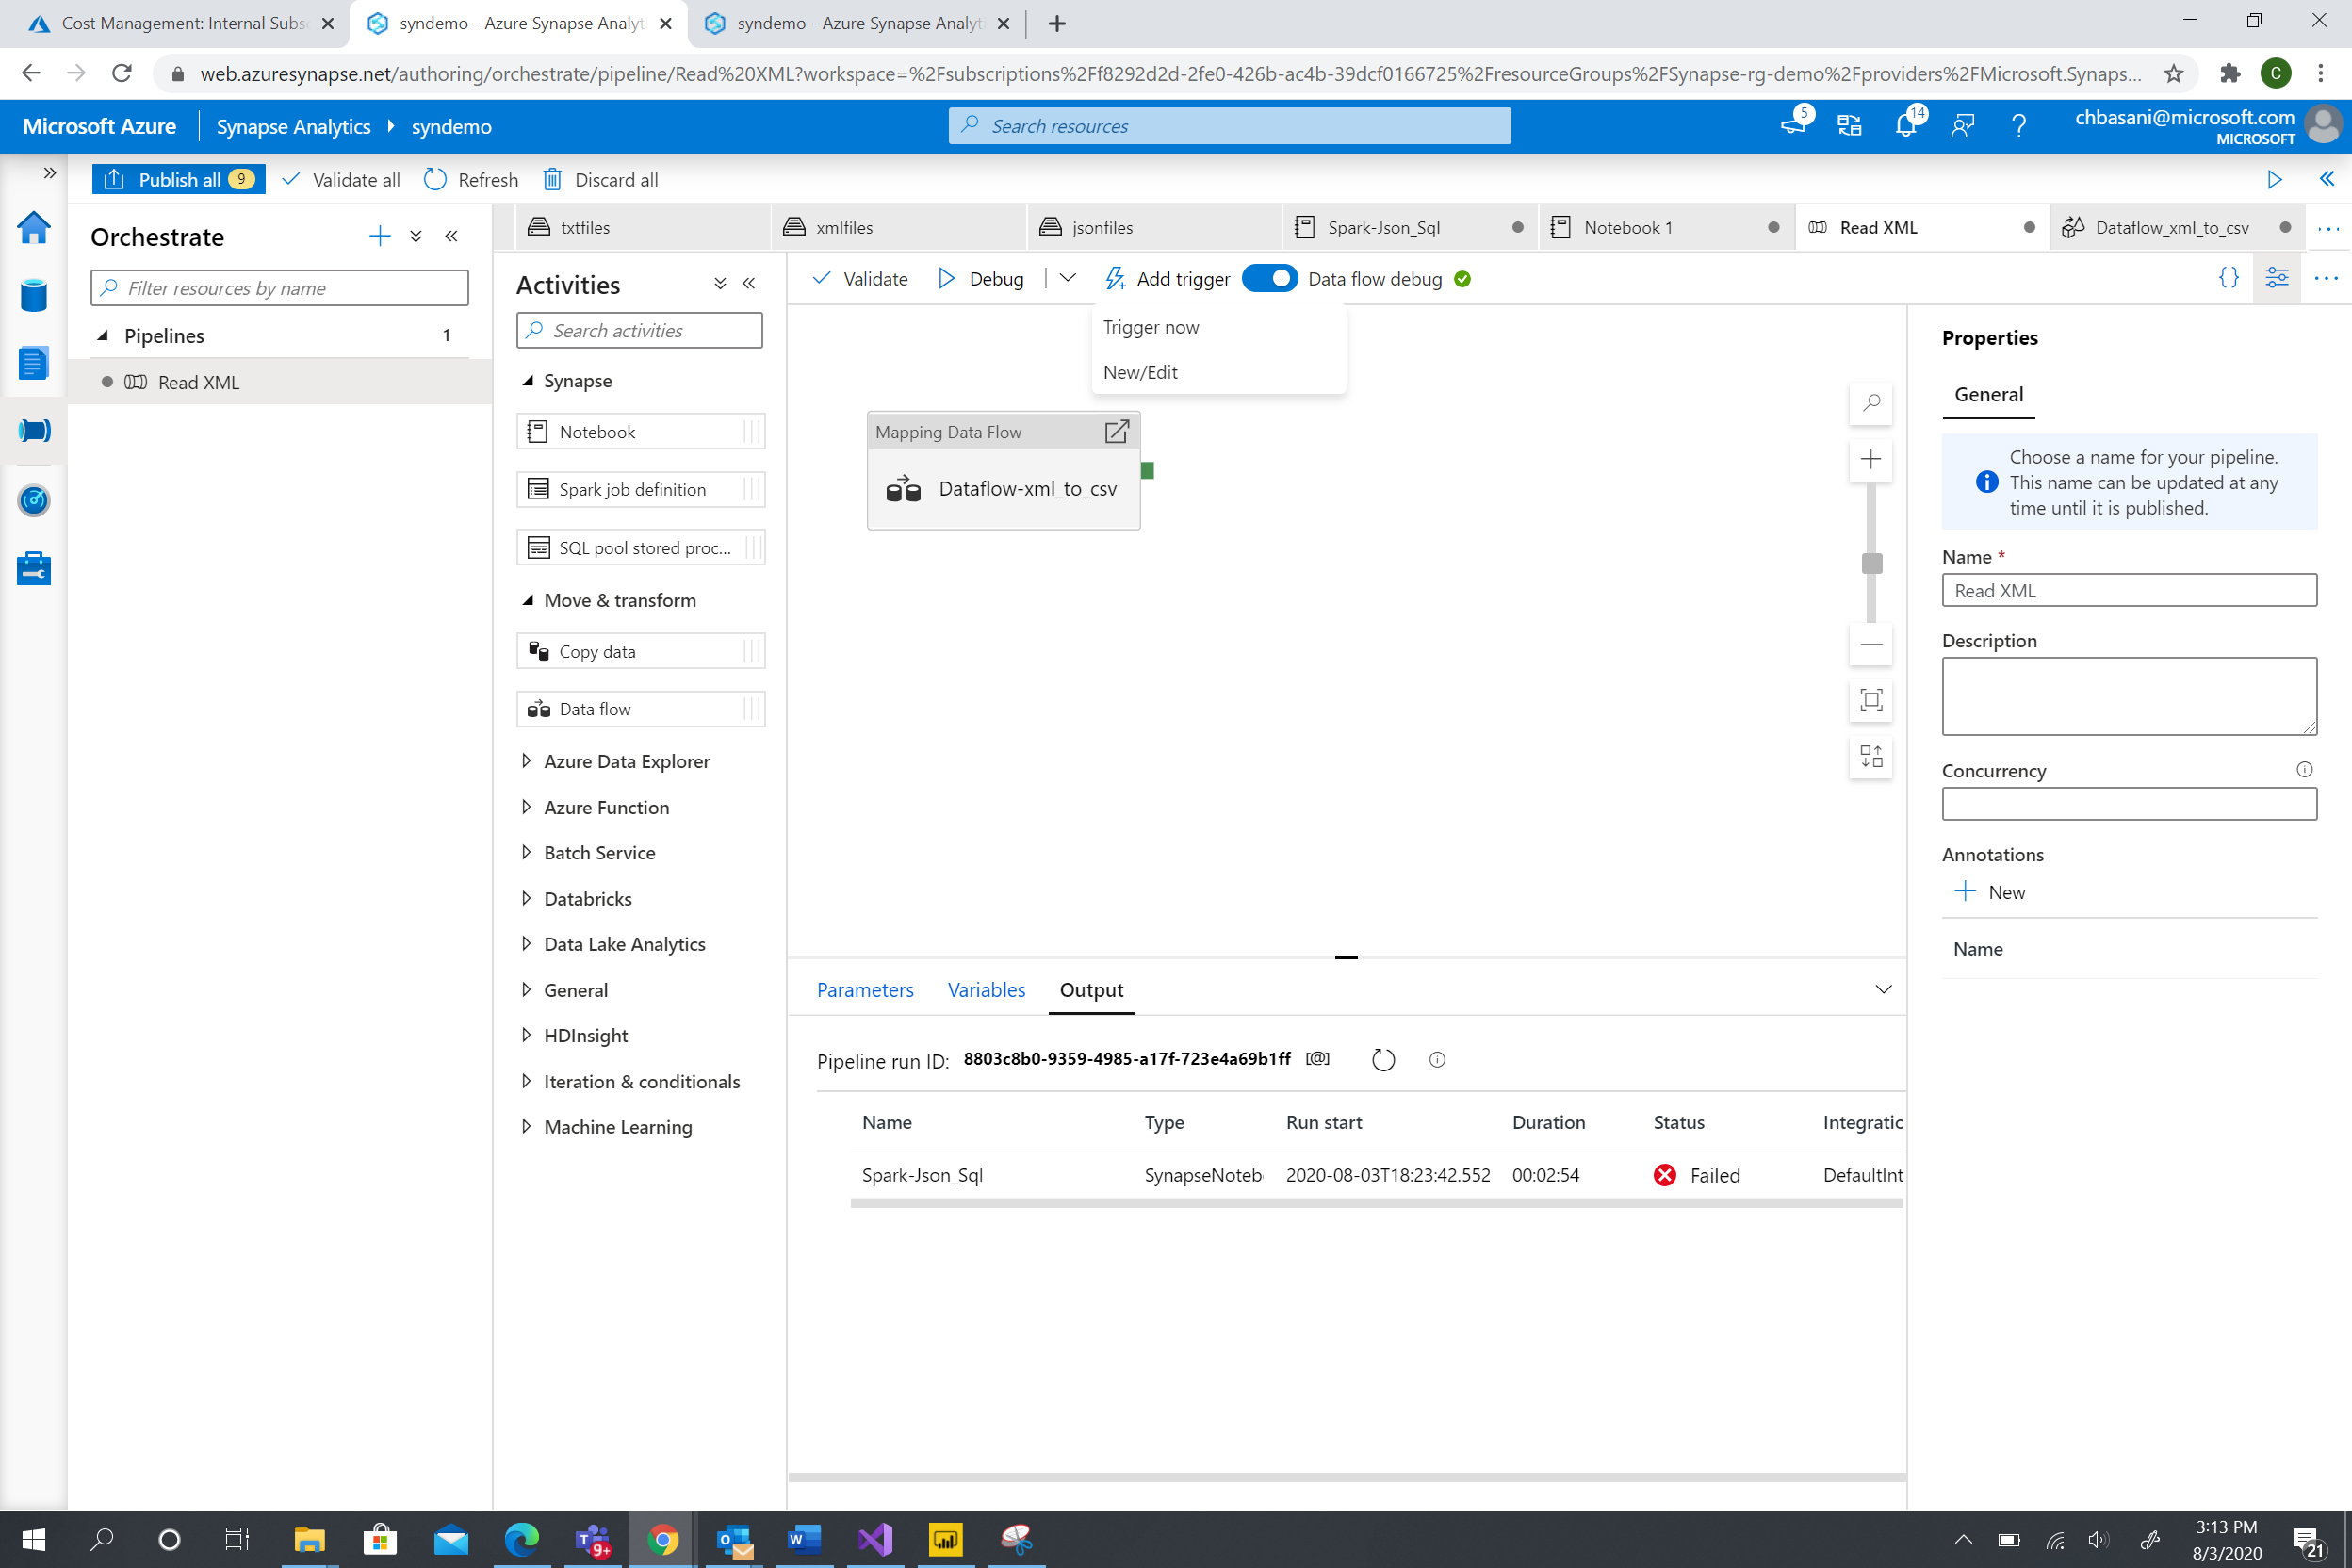 Cost Management: Internal Subs
syndemo - Azure Synapse Analyt
syndemo - Azure Synapse Analyt
web.azuresynapse.net/authoring/orchestrate/pipeline/Read%20XML?workspace=%2Fsubscriptions%2Ff8292d2d-2fe0-426b-ac4b-39dcf0166725%2FresourceGroups%2FSynapse-rg-demo%2Fproviders%2FMicrosoft.Synaps...
C
Microsoft Azure
Synapse Analytics
syndemo
Search resources
5
14
chbasani@microsoft.com
MICROSOFT
Publish all 9
Validate all
Refresh
Discard all
Orchestrate
Filter resources by name
Pipelines 1
Read XML
txtfiles
xmlfiles
jsonfiles
Spark-Json_Sql
Notebook 1
Read XML
Dataflow_xml_to_csv
Activities
Search activities
Synapse
Notebook
Spark job definition
SQL pool stored proc...
Move & transform
Copy data
Data flow
Azure Data Explorer
Azure Function
Batch Service
Databricks
Data Lake Analytics
General
HDInsight
Iteration & conditionals
Machine Learning
Validate
Debug
Add trigger
Data flow debug
Trigger now
New/Edit
Mapping Data Flow
Dataflow-xml_to_csv
Parameters
Variables
Output
Pipeline run ID: 8803c8b0-9359-4985-a17f-723e4a69b1ff [@]
Name Type Run start Duration Status Integratic
Spark-Json_Sql SynapseNoteb 2020-08-03T18:23:42.552 00:02:54 Failed DefaultInt
Properties
General
Choose a name for your pipeline.
This name can be updated at any
time until it is published.
Name *
Read XML
Description
Concurrency
Annotations
New
Name
9+
3:13 PM
8/3/2020
21